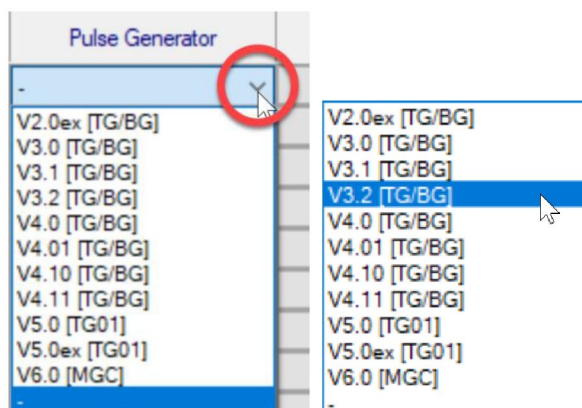 Pulse Generator
-
V2.0ex [TG/BG]
V3.0 [TG/BG]
V3.1 [TG/BG]
V3.2 [TG/BG]
V4.0 [TG/BG]
V4.01 [TG/BG]
V4.10 [TG/BG]
V4.11 [TG/BG]
V5.0 [TG01]
V5.0ex [TG01]
V6.0 [MGC]
-
V2.0ex [TG/BG]
V3.0 [TG/BG]
V3.1 [TG/BG]
V3.2 [TG/BG]
V4.0 [TG/BG]
V4.01 [TG/BG]
V4.10 [TG/BG]
V4.11 [TG/BG]
V5.0 [TG01]
V5.0ex [TG01]
V6.0 [MGC]
-